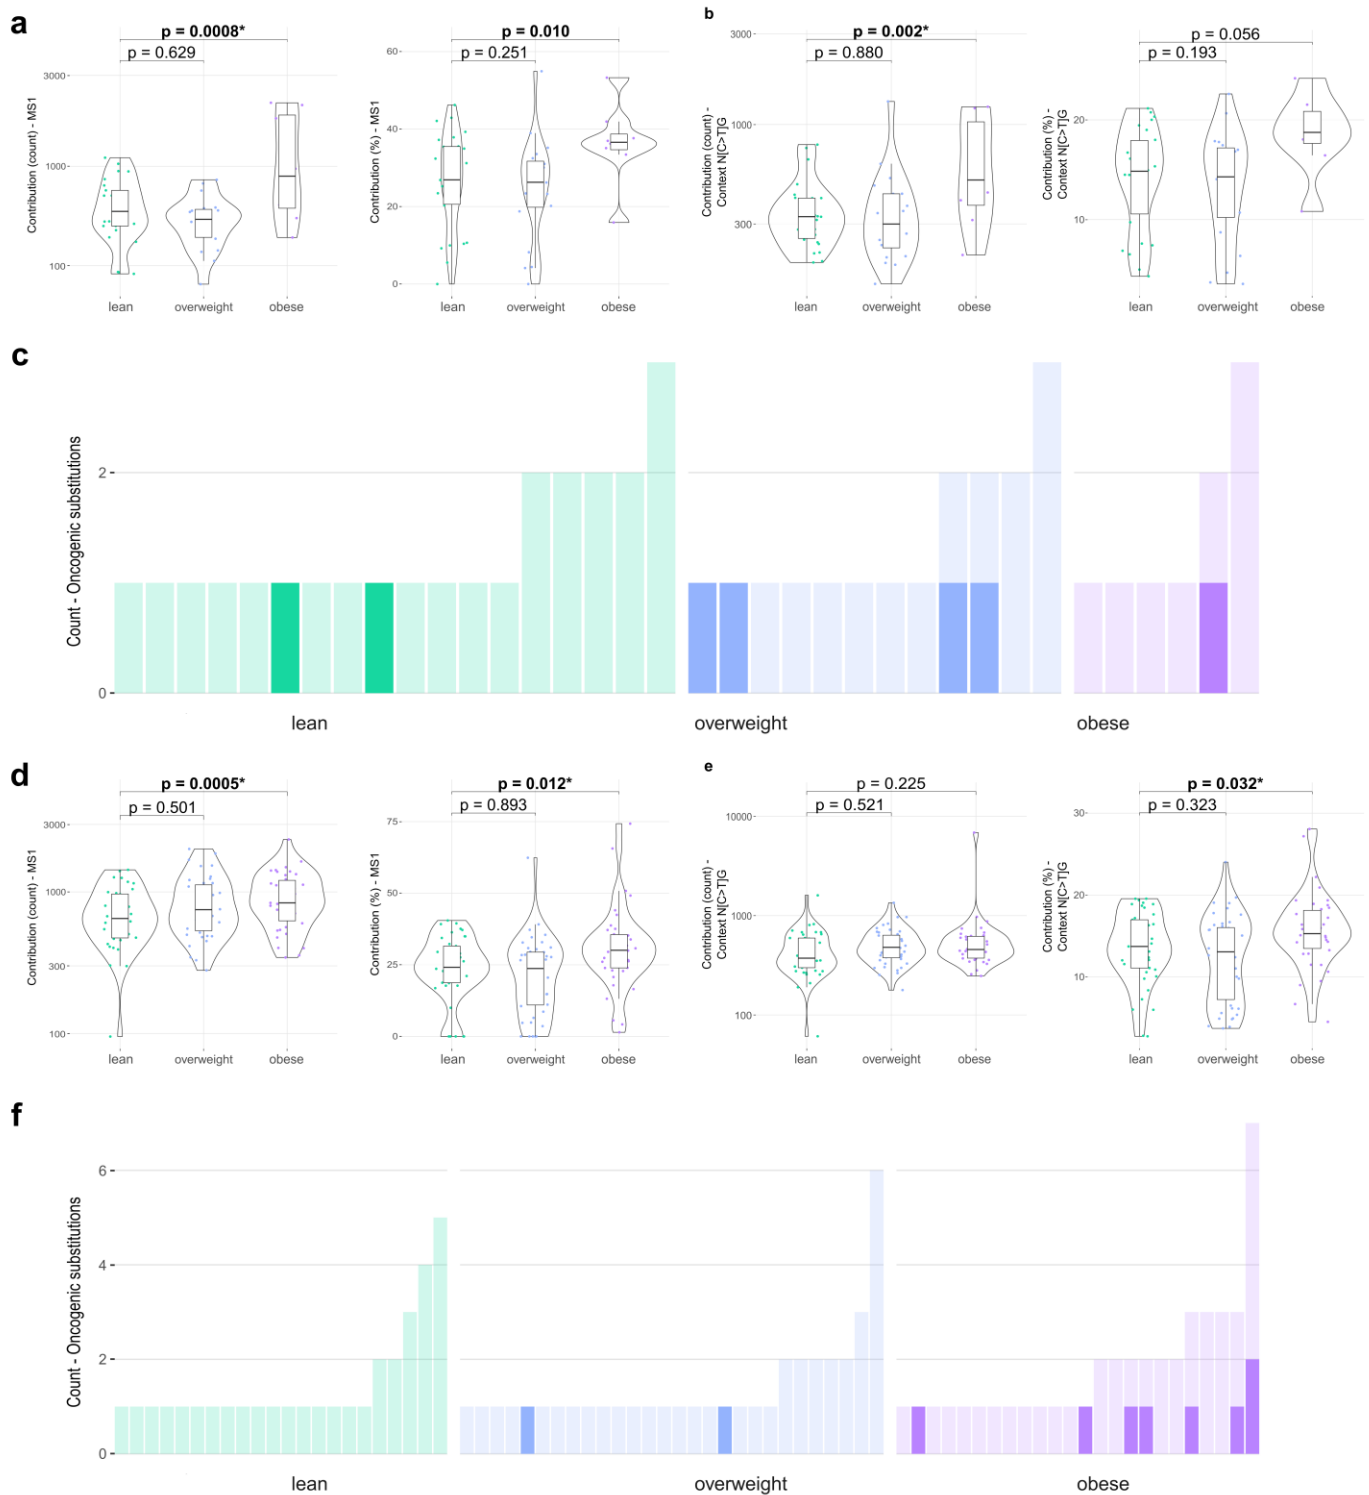 a
p = 0.0008*
p = 0.629
Contribution (count) - MS1
3000
1000
100
lean
overweight
obese
p = 0.010
p = 0.251
Contribution (%) - MS1
60
40
20
0
lean
overweight
obese
b
p = 0.002*
p = 0.880
Contribution (count) -
Context N[C>T]G
3000
1000
300
lean
overweight
obese
p = 0.056
p = 0.193
Contribution (%) -
Context N[C>T]G
20
10
lean
overweight
obese
c
Count - Oncogenic substitutions
2
0
lean
overweight
obese
d
p = 0.0005*
p = 0.501
Contribution (count) - MS1
3000
1000
300
100
lean
overweight
obese
p = 0.012*
p = 0.893
Contribution (%) - MS1
75
50
25
0
lean
overweight
obese
e
p = 0.225
p = 0.521
Contribution (count) -
Context N[C>T]G
10000
1000
100
lean
overweight
obese
p = 0.032*
p = 0.323
Contribution (%) -
Context N[C>T]G
30
20
10
lean
overweight
obese
f
Count - Oncogenic substitutions
6
4
2
0
lean
overweight
obese